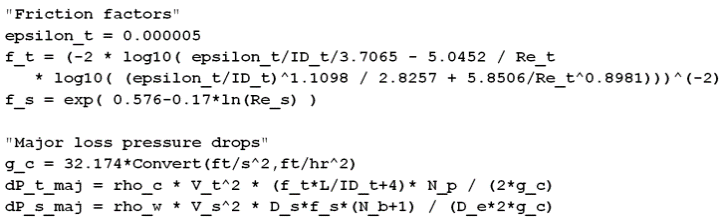 "Friction factors"
epsilon_t = 0.000005
f_t = (-2 * log10( epsilon_t/ID_t/3.7065 - 5.0452 / Re_t
* log10( (epsilon_t/ID_t)^1.1098 / 2.8257 + 5.8506/Re_t^0.8981)))^(-2)
f_s = exp( 0.576-0.17*ln(Re_s) )
"Major loss pressure drops"
g_c = 32.174*Convert(ft/s^2,ft/hr^2)
dP_t_maj = rho_c * V_t^2 * (f_t*L/ID_t+4)* N_p / (2*g_c)
dP_s_maj = rho_w * V_s^2 * D_s*f_s*(N_b+1) / (D_e*2*g_c)